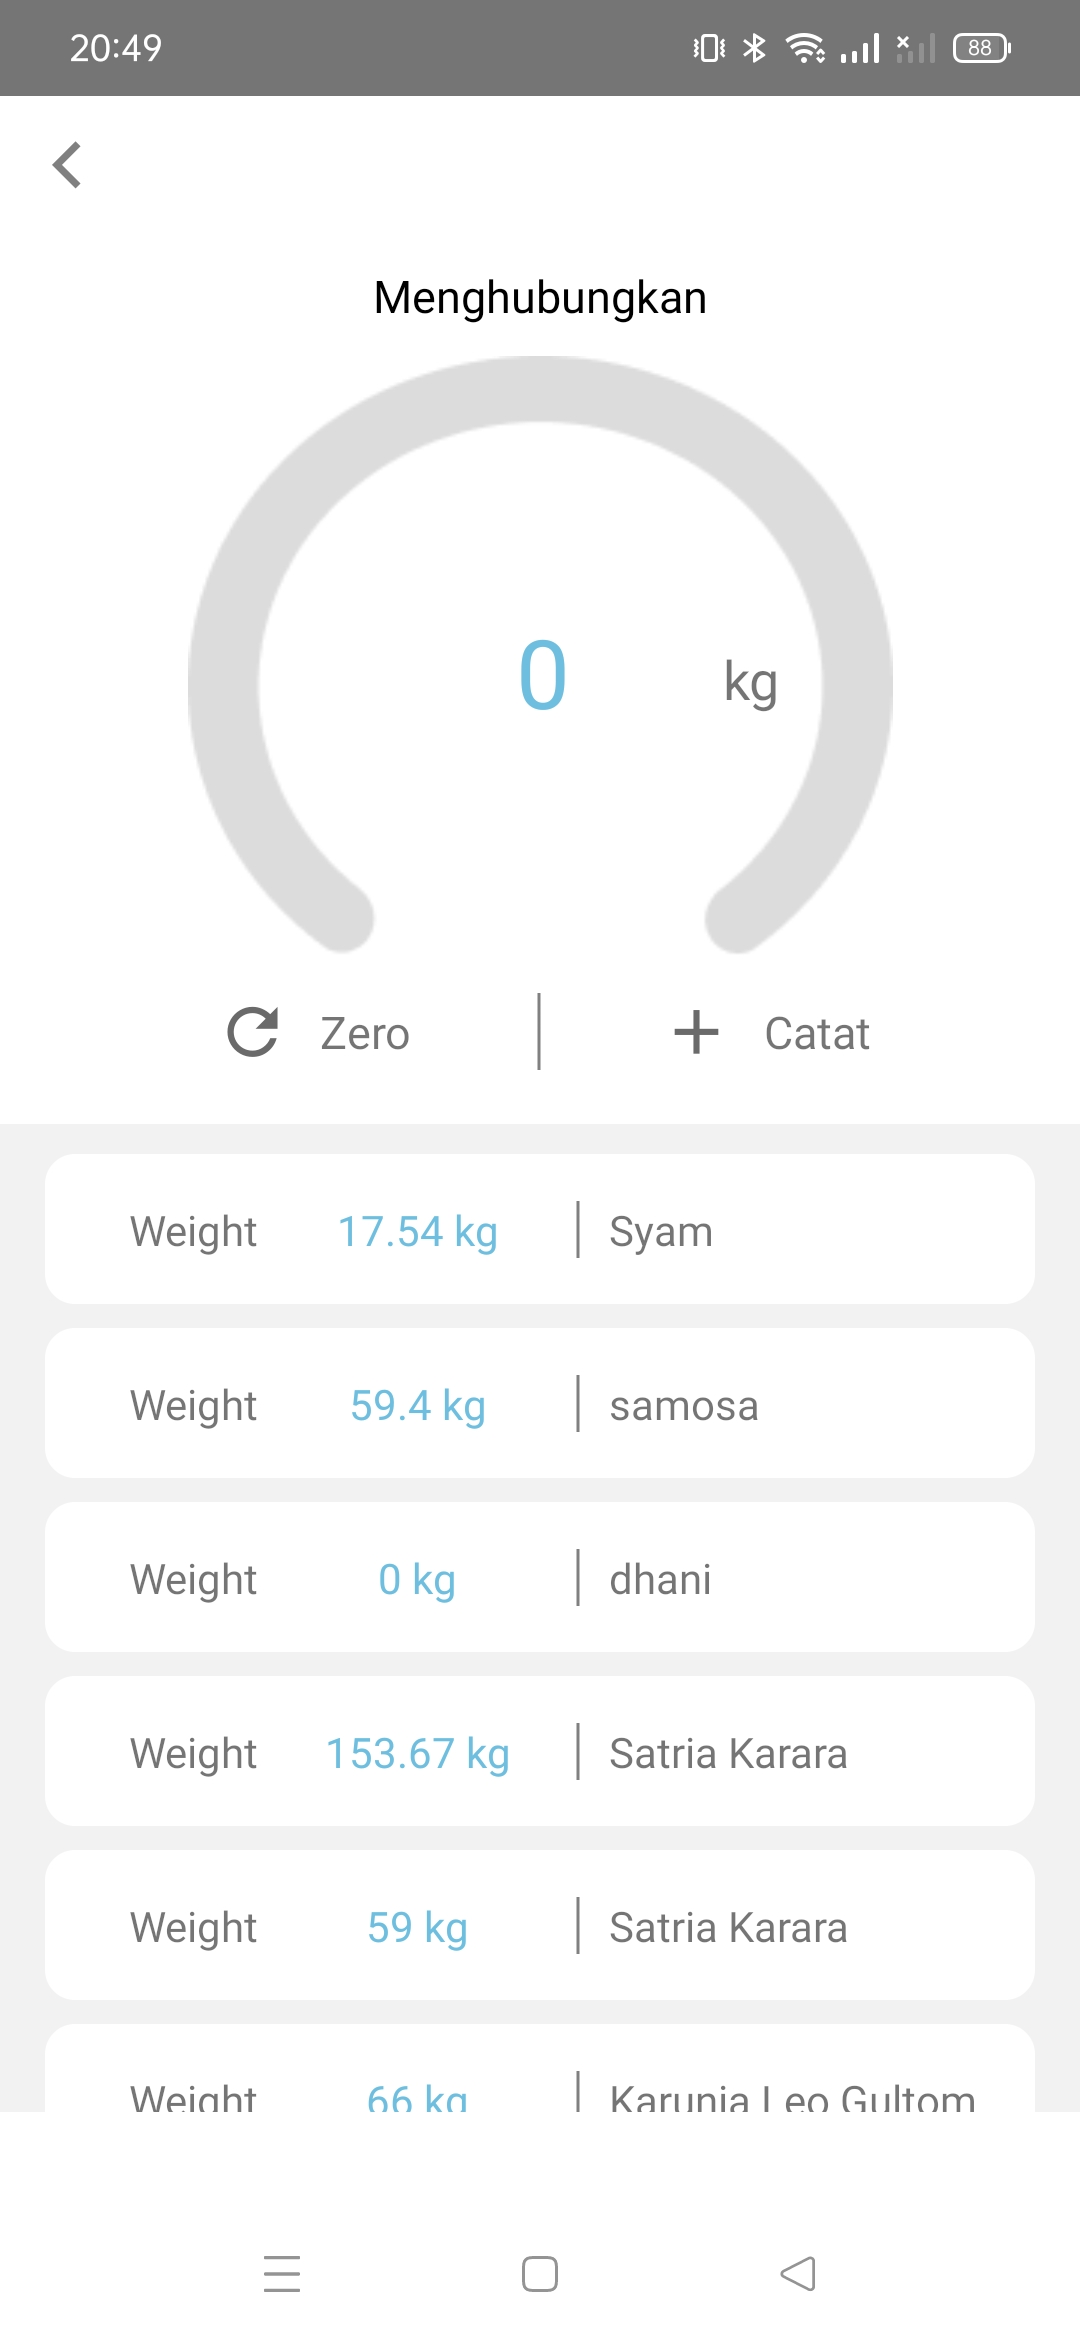 20:49
88
Menghubungkan
0 kg
Zero | Catat
Weight 17.54 kg | Syam
Weight 59.4 kg | samosa
Weight 0 kg | dhani
Weight 153.67 kg | Satria Karara
Weight 59 kg | Satria Karara
Weight 66 kg | Karunia Leo Gultom